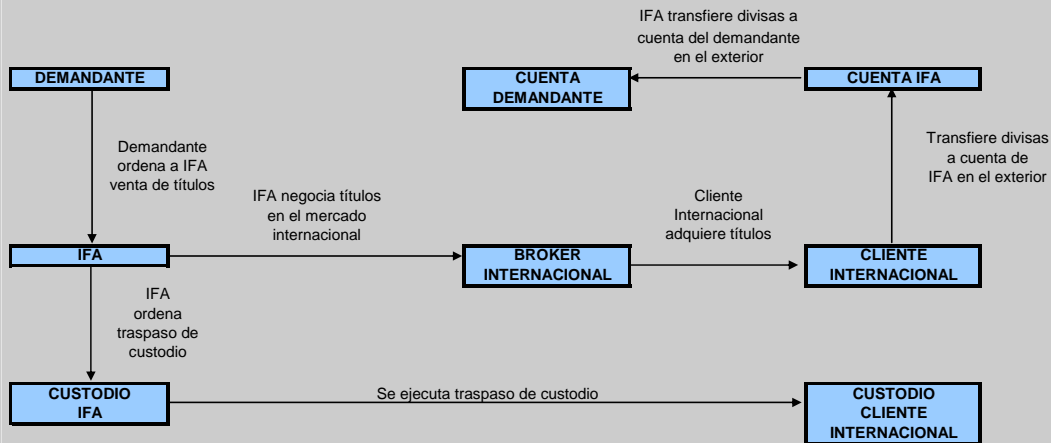 IFA transfiere divisas a
cuenta del demandante
en el exterior
DEMANDANTE
CUENTA
DEMANDANTE
CUENTA IFA
Demandante
ordena a IFA
venta de títulos
Transfiere divisas
a cuenta de
IFA en el exterior
IFA negocia títulos
en el mercado
internacional
Cliente
Internacional
adquiere títulos
IFA
BROKER
INTERNACIONAL
CLIENTE
INTERNACIONAL
IFA
ordena
traspaso de
custodio
CUSTODIO
IFA
Se ejecuta traspaso de custodio
CUSTODIO
CLIENTE
INTERNACIONAL